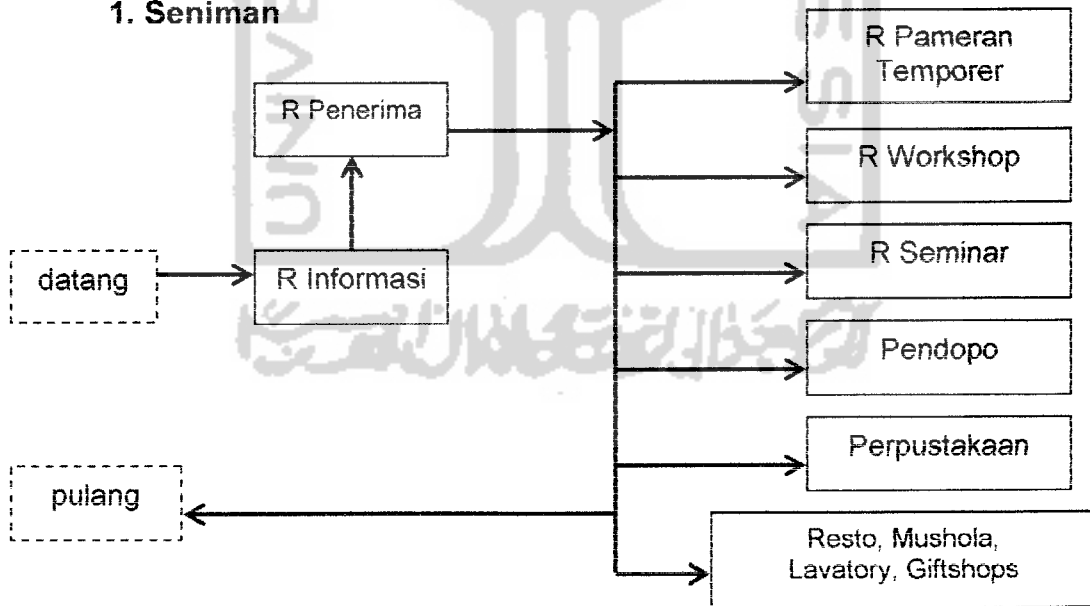 1. Seniman
R Pameran
Temporer
R Penerima
R Workshop
R Informasi
R Seminar
datang
Pendopo
Perpustakaan
pulang
Resto, Mushola,
Lavatory, Giftshops